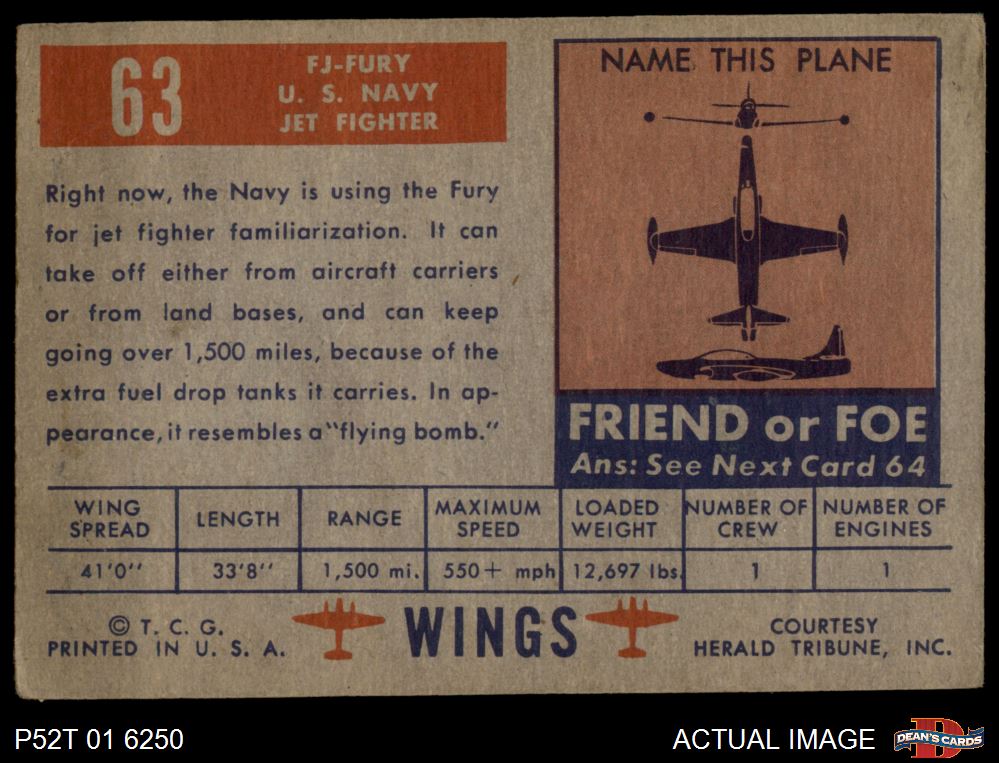 63
FJ-FURY
U. S. NAVY
JET FIGHTER
Right now, the Navy is using the Fury
for jet fighter familiarization. It can
take off either from aircraft carriers
or from land bases, and can keep
going over 1,500 miles, because of the
extra fuel drop tanks it carries. In ap-
pearance, it resembles a "flying bomb."
NAME THIS PLANE
FRIEND or FOE
Ans: See Next Card 64
WING SPREAD LENGTH RANGE MAXIMUM SPEED LOADED WEIGHT NUMBER OF CREW NUMBER OF ENGINES
41'0'' 33'8'' 1,500 mi. 550+ mph 12,697 lbs. 1 1
© T. C. G.
PRINTED IN U. S. A.
WINGS
COURTESY
HERALD TRIBUNE, INC.
P52T 01 6250
ACTUAL IMAGE
D
DEAN'S CARDS